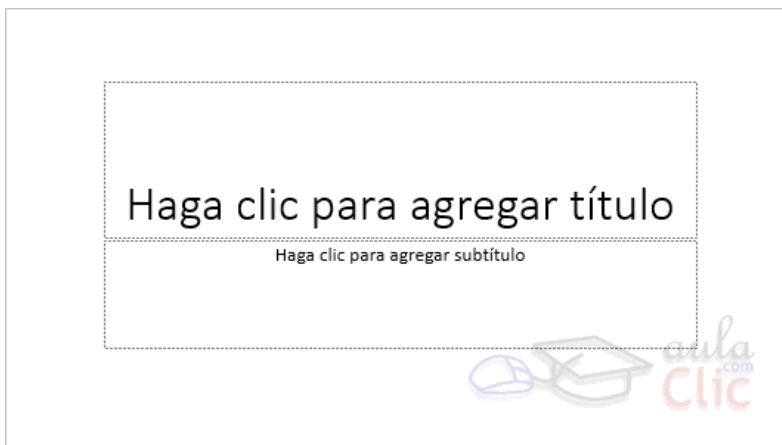 Haga clic para agregar título
Haga clic para agregar subtítulo
aula
.com
Clic